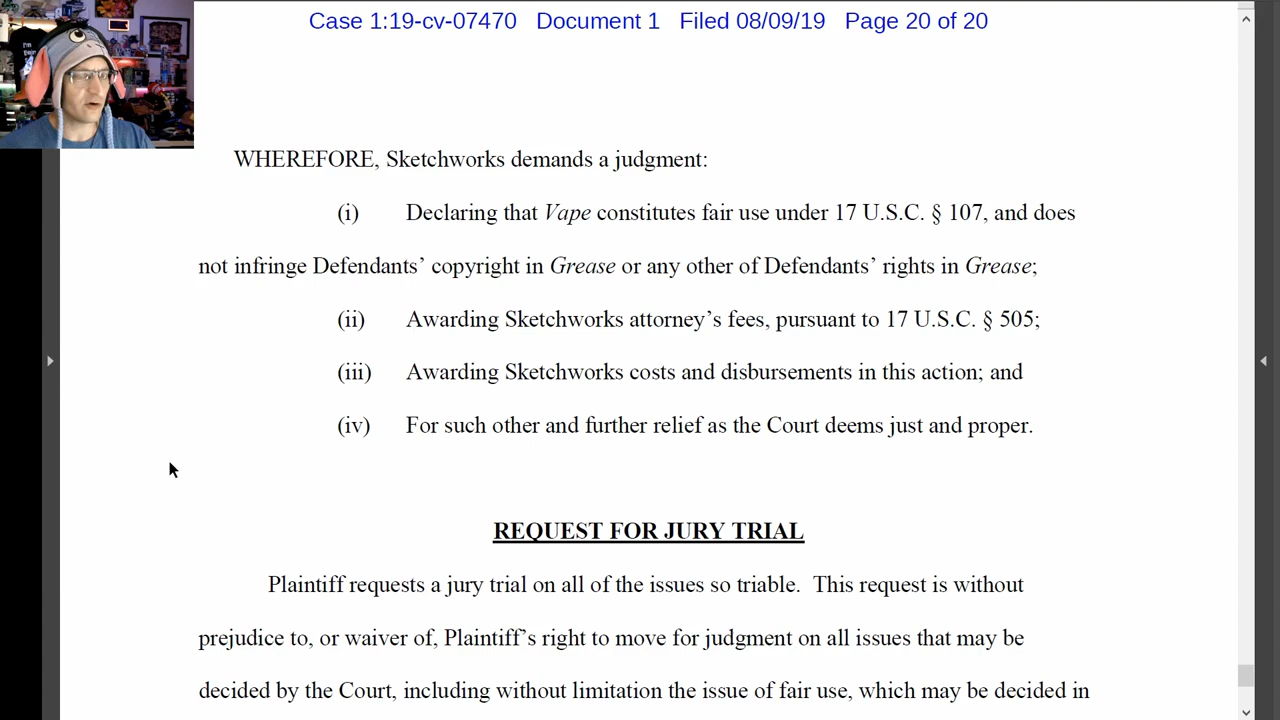 Case 1:19-cv-07470 Document 1 Filed 08/09/19 Page 20 of 20
WHEREFORE, Sketchworks demands a judgment:
(i) Declaring that Vape constitutes fair use under 17 U.S.C. § 107, and does
not infringe Defendants’ copyright in Grease or any other of Defendants’ rights in Grease;
(ii) Awarding Sketchworks attorney’s fees, pursuant to 17 U.S.C. § 505;
(iii) Awarding Sketchworks costs and disbursements in this action; and
(iv) For such other and further relief as the Court deems just and proper.
REQUEST FOR JURY TRIAL
Plaintiff requests a jury trial on all of the issues so triable. This request is without
prejudice to, or waiver of, Plaintiff’s right to move for judgment on all issues that may be
decided by the Court, including without limitation the issue of fair use, which may be decided in